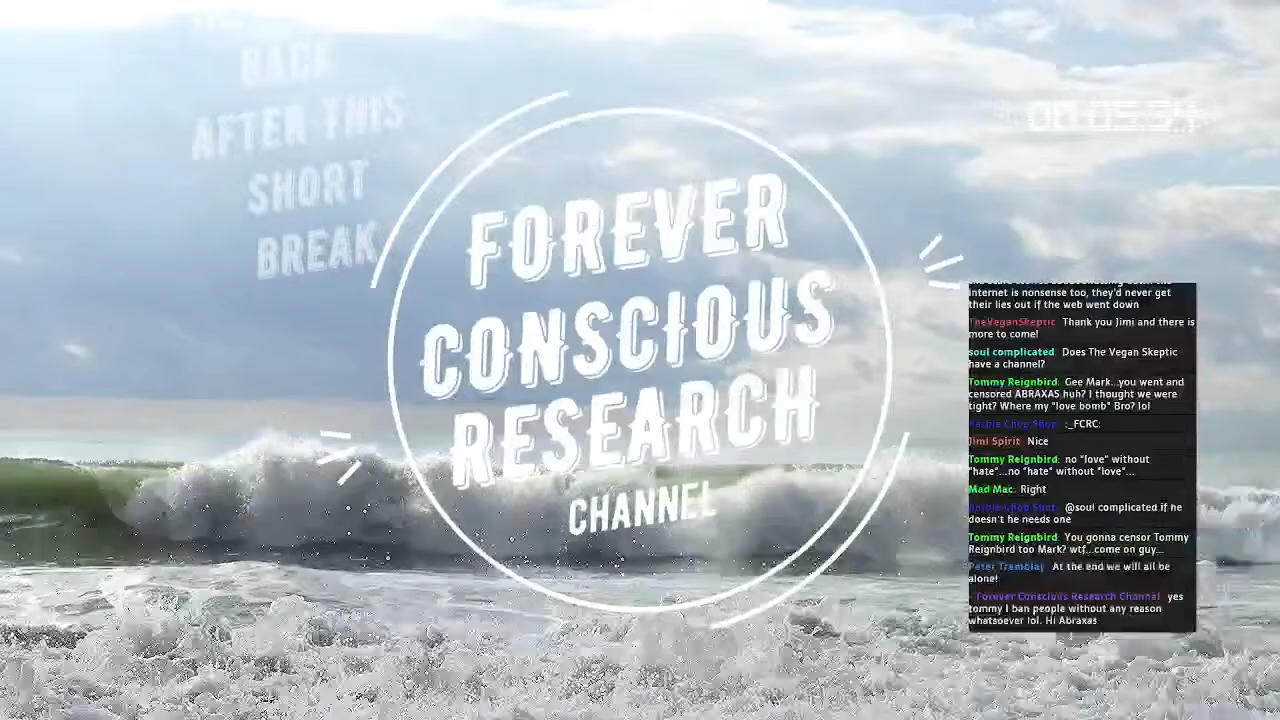 BACK
AFTER THIS
SHORT
BREAK
00:05:34
FOREVER
CONSCIOUS
RESEARCH
CHANNEL
internet is nonsense too, they'd never get
their lies out if the web went down
TheVeganSkeptic Thank you Jimi and there is
more to come!
soul complicated Does The Vegan Skeptic
have a channel?
Tommy Reignbird: Gee Mark..you went and
censored ABRAXAS huh? I thought we were
tight? Where my "love bomb" Bro? lol
:_FCRC:
Jimi Spirit Nice
Tommy Reignbird: no "love" without
"hate"...no "hate" without "love"...
Mad Mac: Right
@soul complicated if he
doesn't he needs one
Tommy Reignbird: You gonna censor Tommy
Reignbird too Mark? wtf...come on guy...
Peter Tremblay At the end we will all be
alone!
Forever Conscious Research Channel yes
tommy I ban people without any reason
whatsoever lol. Hi Abraxas